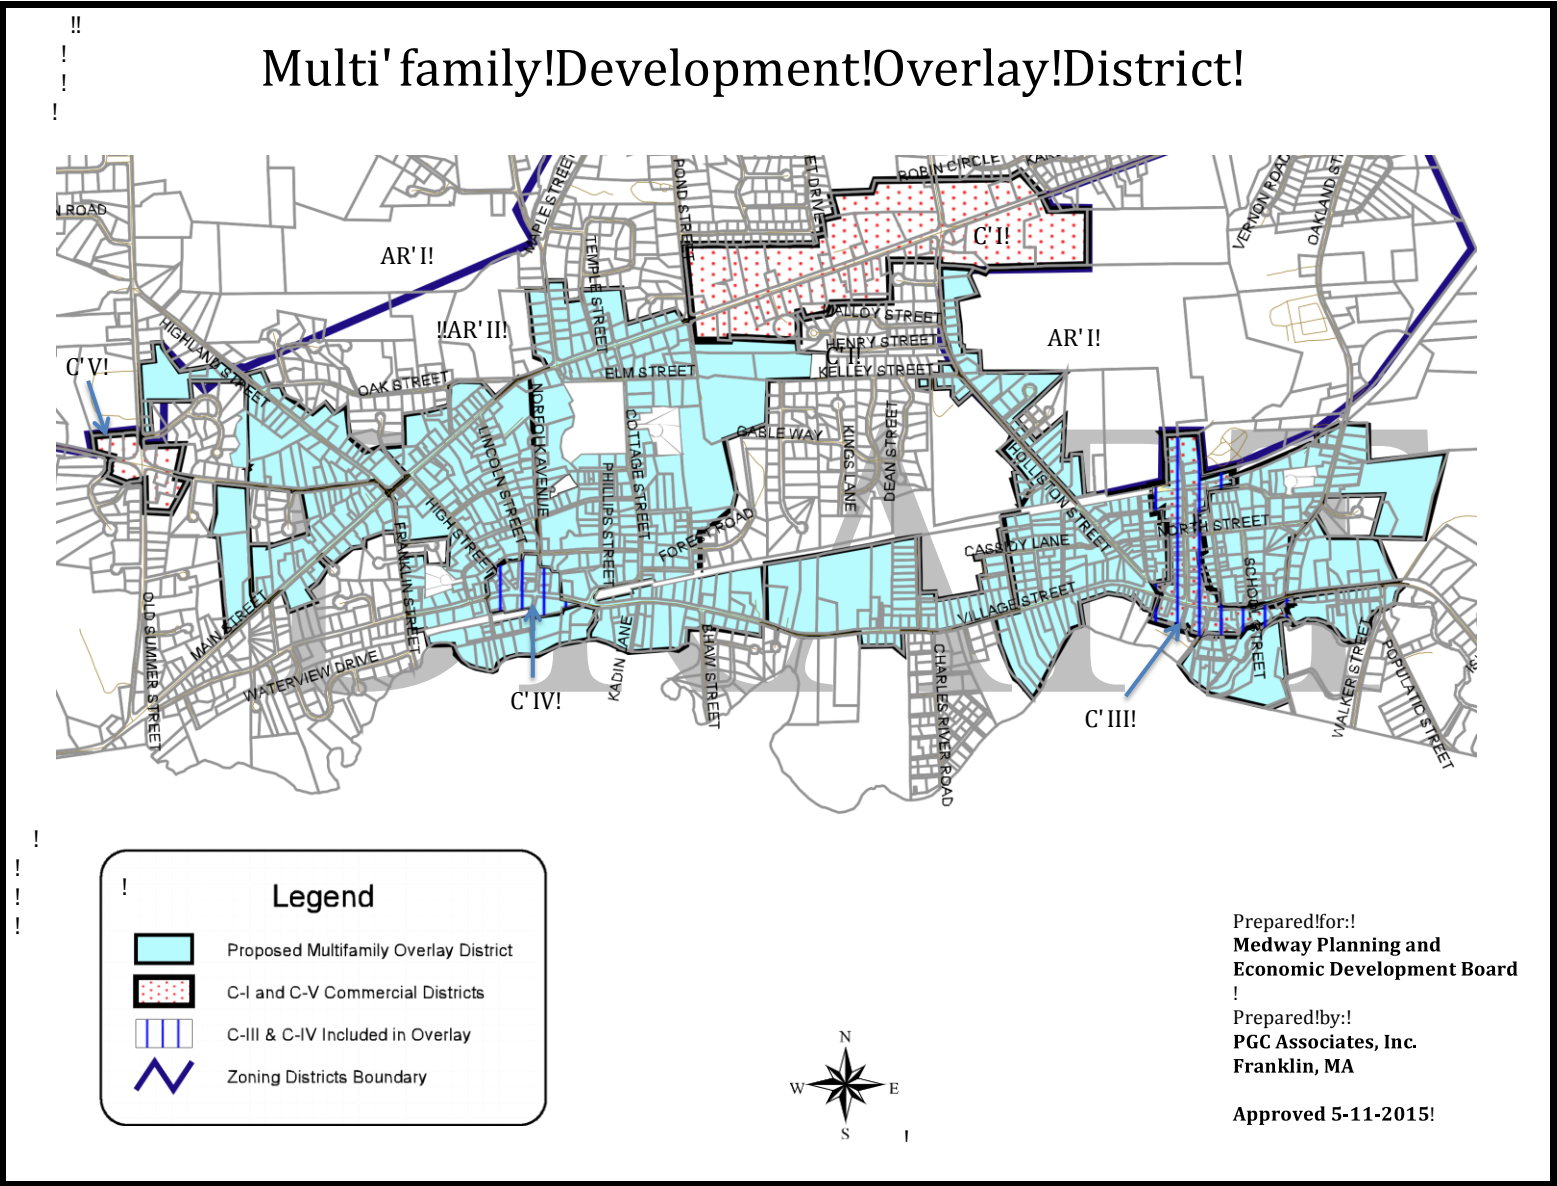 !!
!
!
!
Multi'family!Development!Overlay!District!
ROBIN CIRCLE
MAPLE STREET
POND STREET
ET DRIVE
VERNON ROAD
OAKLAND ST
N ROAD
AR'I!
C'I!
TEMPLE STREET
HIGHLAND STREET
!!AR'II!
MALLOY STREET
HENRY STREET
AR'I!
C'I!
C'V!
KELLEY STREET
ELM STREET
OAK STREET
NORFOLK AVENUE
LINCOLN STREET
COTTAGE STREET
GABLE WAY
KINGS LANE
DEAN STREET
HOLLISTON STREET
PHILLIPS STREET
HIGH STREET
FOREST ROAD
NORTH STREET
FRANKLIN STREET
CASSIDY LANE
SCHOOL STREET
VILLAGE STREET
OLD SUMMER STREET
MAIN STREET
WATERVIEW DRIVE
KADIN LANE
SHAW STREET
CHARLES RIVER ROAD
WALKER STREET
POPULATIC STREET
DRAFT
C'IV!
C'III!
!
!
!
!
!
Legend
Proposed Multifamily Overlay District
C-I and C-V Commercial Districts
C-III & C-IV Included in Overlay
Zoning Districts Boundary
N
W E
S
!
Prepared!for:!
Medway Planning and
Economic Development Board
!
Prepared!by:!
PGC Associates, Inc.
Franklin, MA
Approved 5-11-2015!